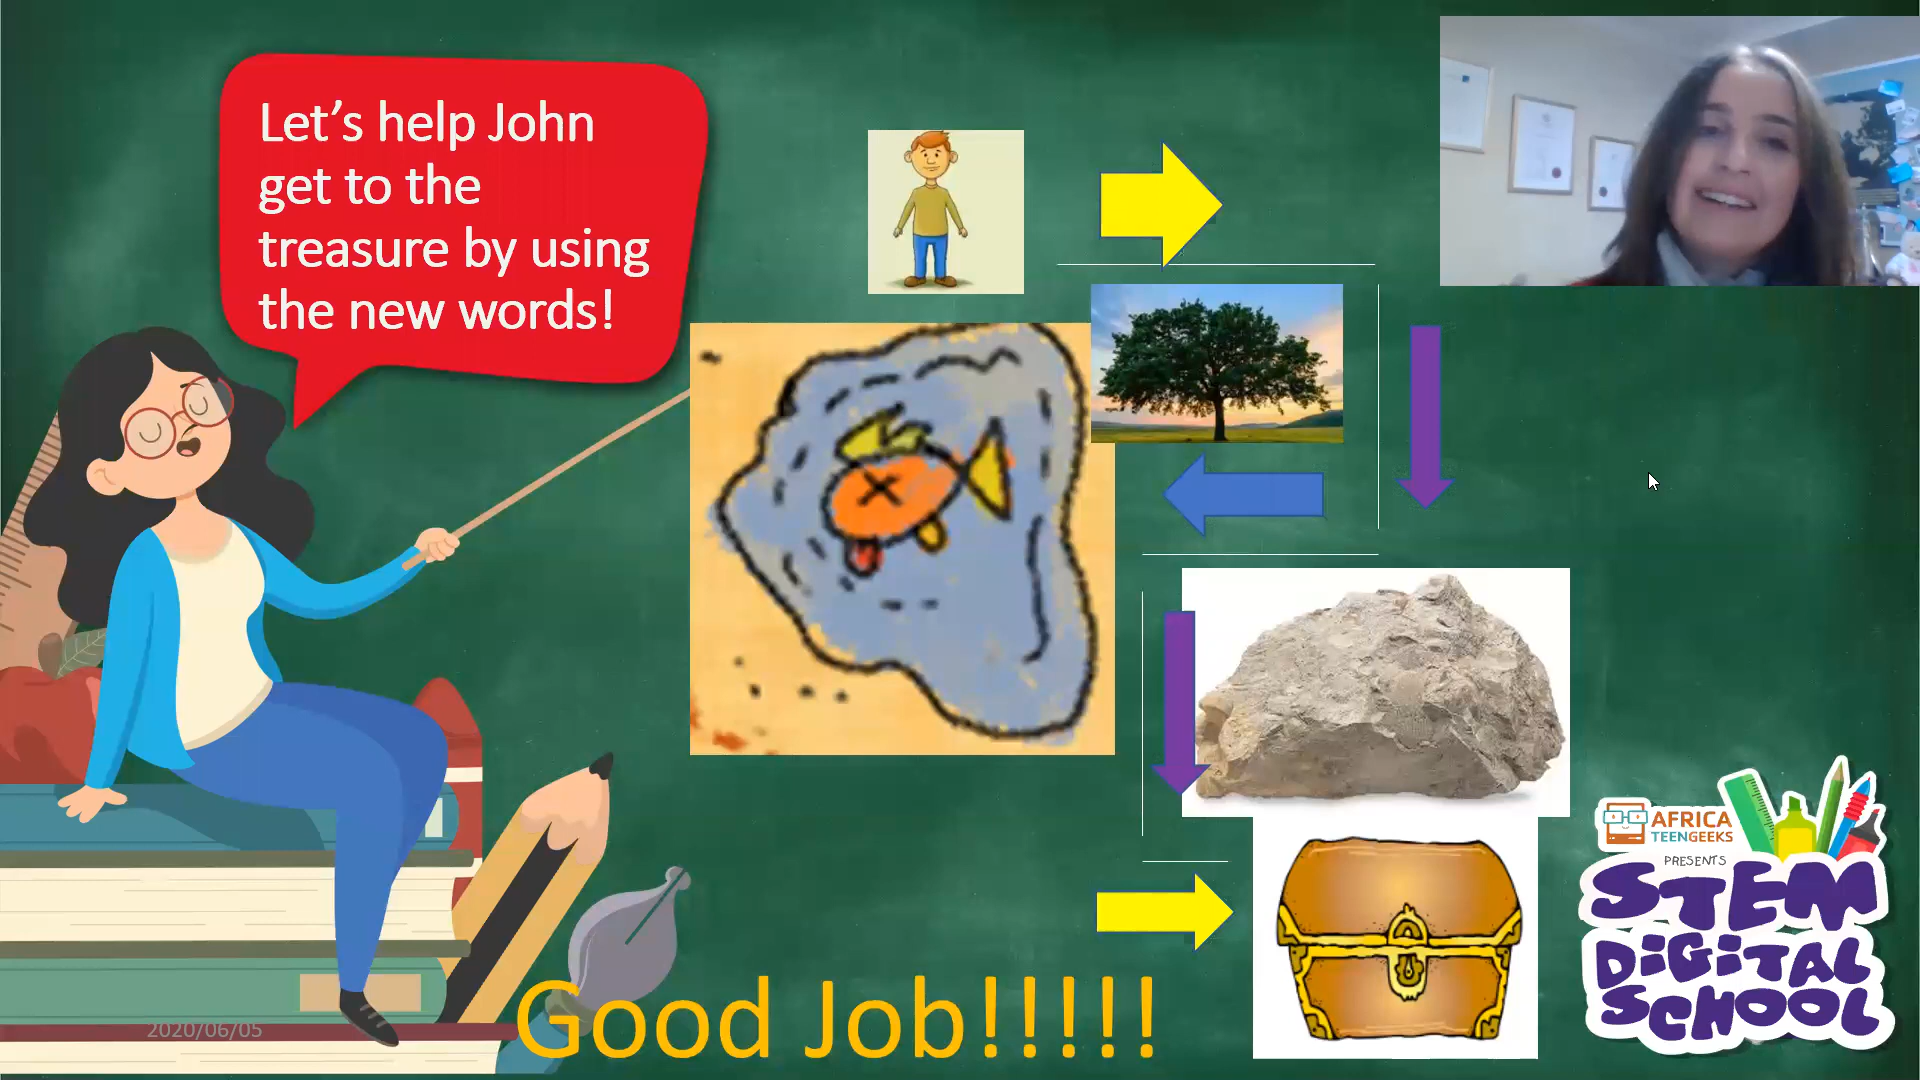 Let's help John
get to the
treasure by using
the new words!
AFRICA
TEENGEEKS
PRESENTS
STEM
DIGITAL
SCHOOL
Good Job!!!!!
2020/06/05